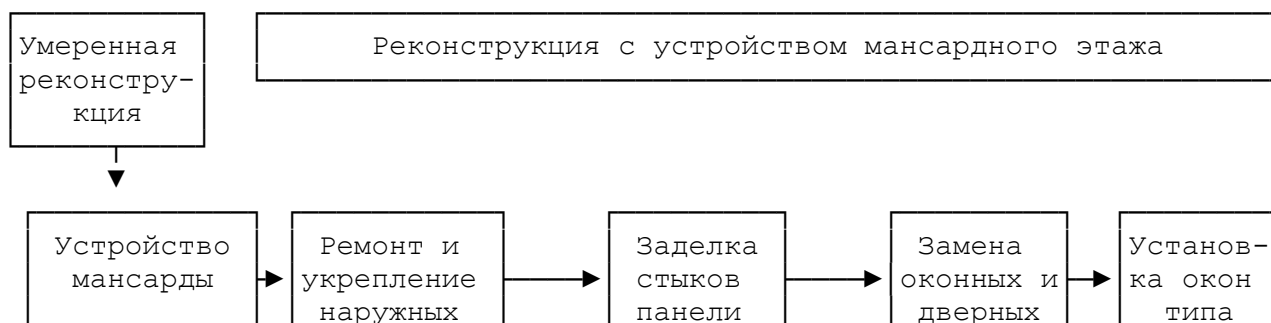 Умеренная
реконстру-
кция
Реконструкция с устройством мансардного этажа
Устройство
мансарды
Ремонт и
укрепление
наружных
Заделка
стыков
панели
Замена
оконных и
дверных
Установ-
ка окон
типа